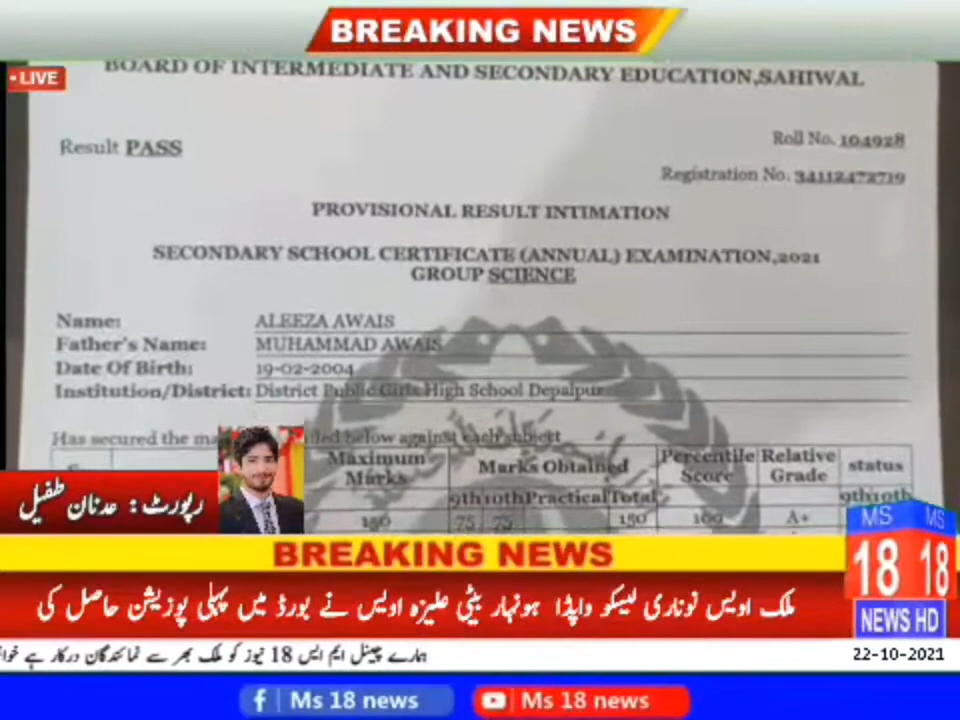 BREAKING NEWS
• LIVE
BOARD OF INTERMEDIATE AND SECONDARY EDUCATION,SAHIWAL
Roll No. 104928
Result PASS
Registration No. 34112472719
PROVISIONAL RESULT INTIMATION
SECONDARY SCHOOL CERTIFICATE (ANNUAL) EXAMINATION,2021
GROUP SCIENCE
Name: ALEEZA AWAIS
Father's Name: MUHAMMAD AWAIS
Date Of Birth: 19-02-2004
Institution/District: District Public Girls High School Depalpur
Has secured the below against each subject
Maximum Marks Marks Obtained Percentile Score Relative Grade status
9th 10th Practical Total 9th 10th
150 75 75 150 100 A+
رپورٹ: عدنان طفیل
MS MS
18 18
NEWS HD
BREAKING NEWS
ملک اویس نوناری لیسکو واپڈا ہونہار بیٹی علیزہ اویس نے بورڈ میں پہلی پوزیشن حاصل کی
ہمارے چینل ایم ایس 18 نیوز کو ملک بھر سے نمائندگان درکار ہے
22-10-2021
f Ms 18 news
Ms 18 news